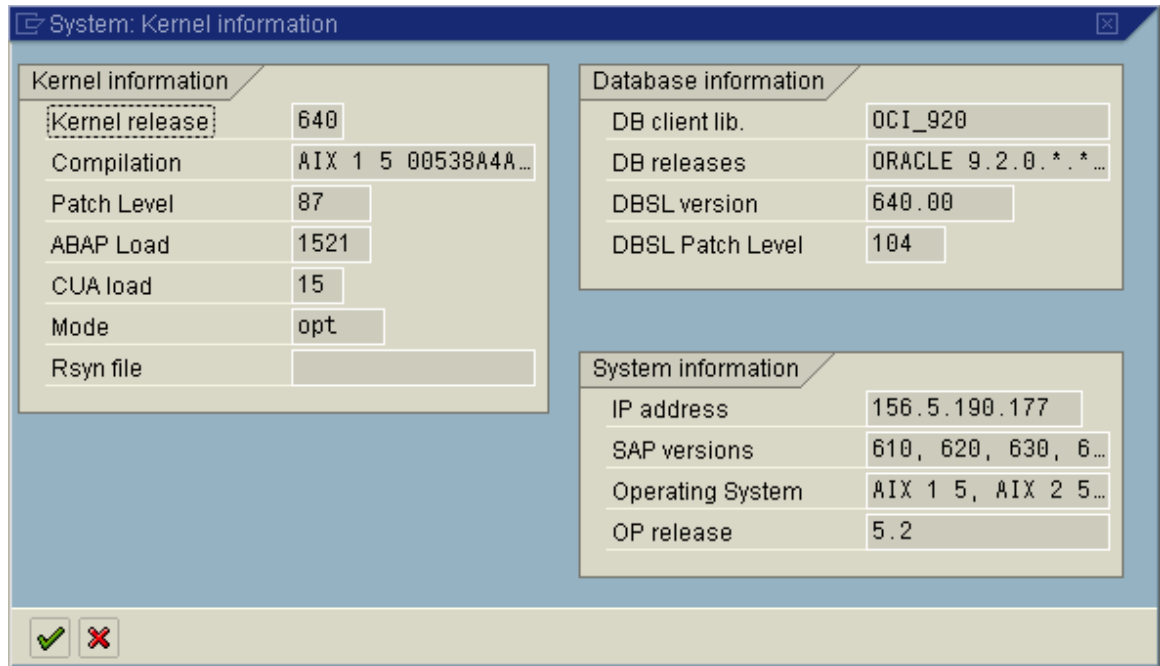 System: Kernel information
Kernel information
Kernel release 640
Compilation AIX 1 5 00538A4A…
Patch Level 87
ABAP Load 1521
CUA load 15
Mode opt
Rsyn file
Database information
DB client lib. OCI_920
DB releases ORACLE 9.2.0.*.*…
DBSL version 640.00
DBSL Patch Level 104
System information
IP address 156.5.190.177
SAP versions 610, 620, 630, 6…
Operating System AIX 1 5, AIX 2 5…
OP release 5.2